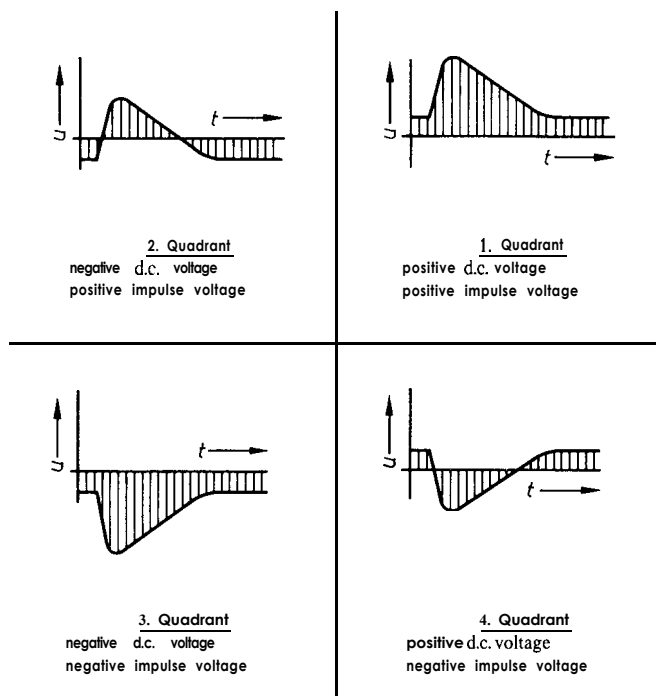 u
t
2. Quadrant
negative d.c. voltage
positive impulse voltage
u
t
1. Quadrant
positive d.c. voltage
positive impulse voltage
u
t
3. Quadrant
negative d.c. voltage
negative impulse voltage
u
t
4. Quadrant
positive d.c. voltage
negative impulse voltage